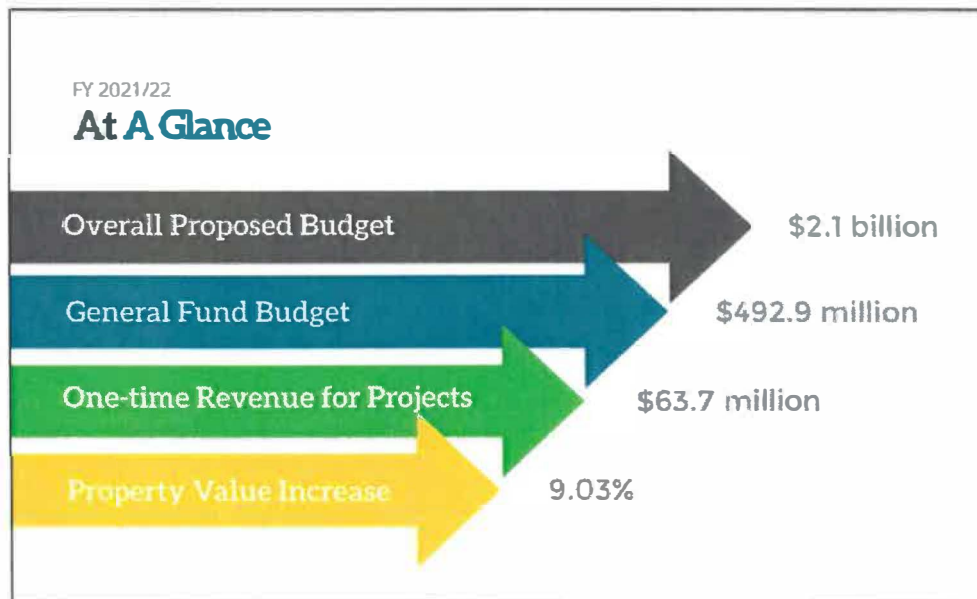 FY 2021/22
At A Glance
Overall Proposed Budget
$2.1 billion
General Fund Budget
$492.9 million
One-time Revenue for Projects
$63.7 million
Property Value Increase
9.03%